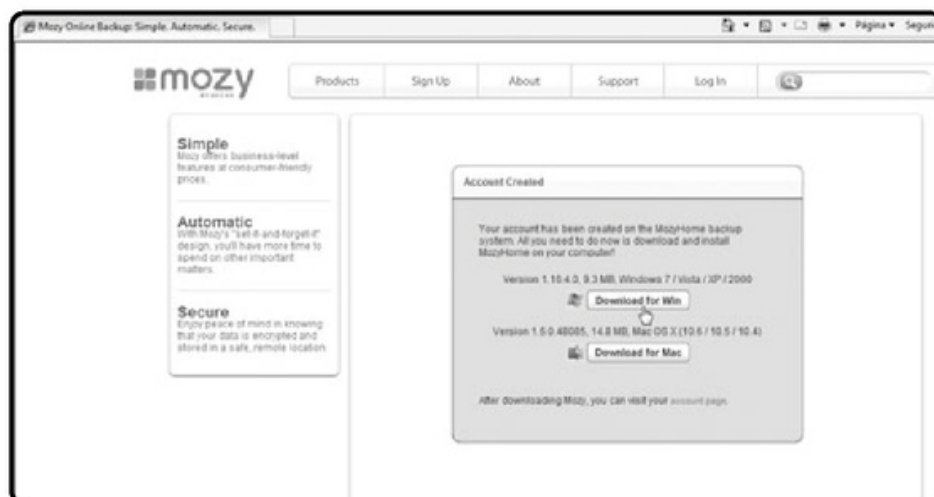 Mozy Online Backup: Simple. Automatic. Secure.
Página
mozy
Products
Sign Up
About
Support
Log In
Simple
Mozy offers business-level
features at consumer-friendly
prices.
Automatic
With Mozy's "set-it-and-forget-it"
design, you'll have more time to
spend on other important
matters.
Secure
Enjoy peace of mind in knowing
that your data is encrypted and
stored in a safe, remote location.
Account Created
Your account has been created on the MozyHome backup
system. All you need to do now is download and install
MozyHome on your computer!
Version 1.16.4.0, 9.3 MB, Windows 7 / Vista / XP / 2000
Download for Win
Version 1.6.0.48085, 14.8 MB, Mac OS X (10.6 / 10.5 / 10.4)
Download for Mac
After downloading Mozy, you can visit your account page.